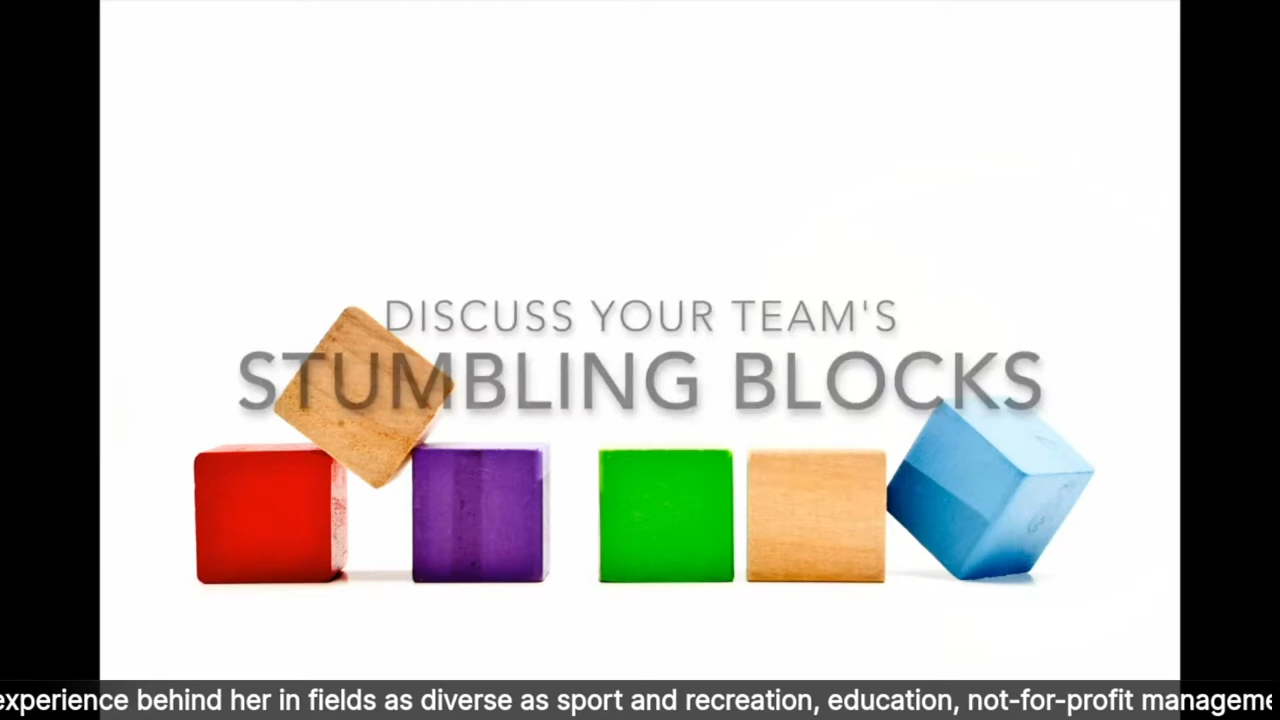 DISCUSS YOUR TEAM'S
STUMBLING BLOCKS
experience behind her in fields as diverse as sport and recreation, education, not-for-profit